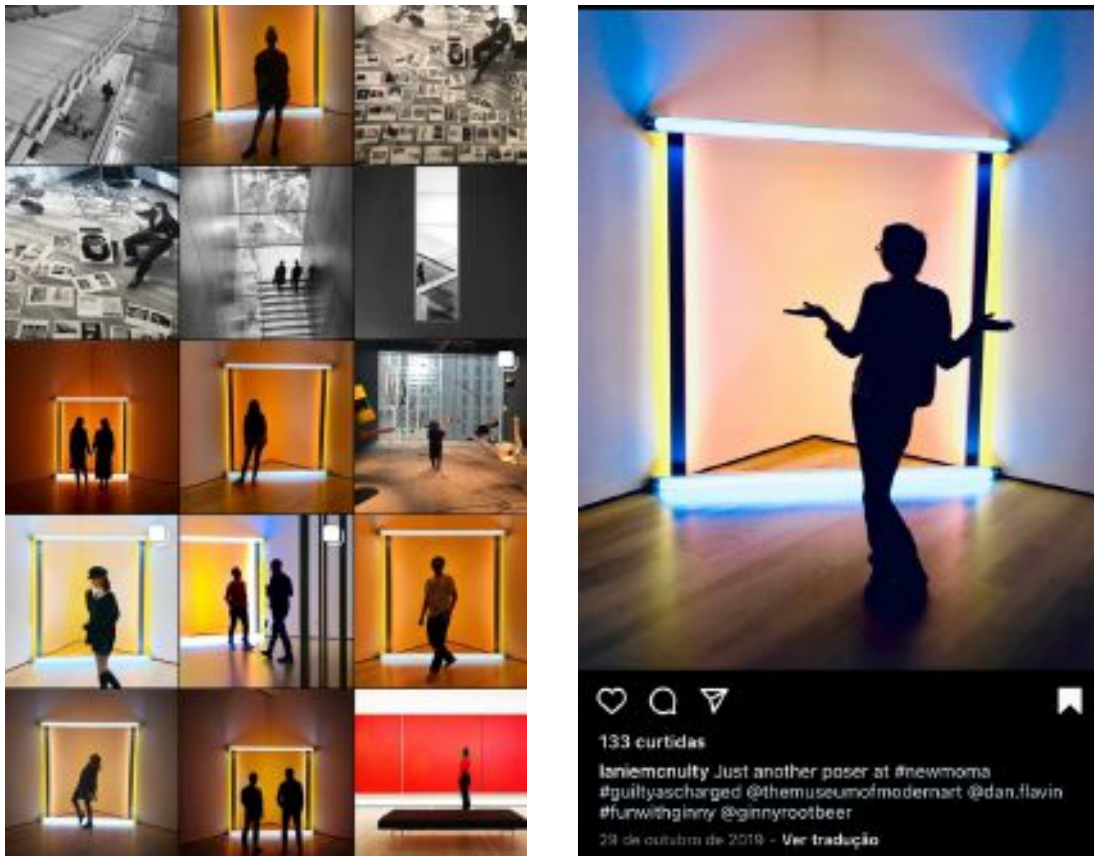 133 curtidas
laniemcnulty Just another poser at #newmoma
#guiltyascharged @themuseumofmodernart @dan.flavin
#funwithginny @ginnyrootbeer
29 de outubro de 2019 - Ver tradução